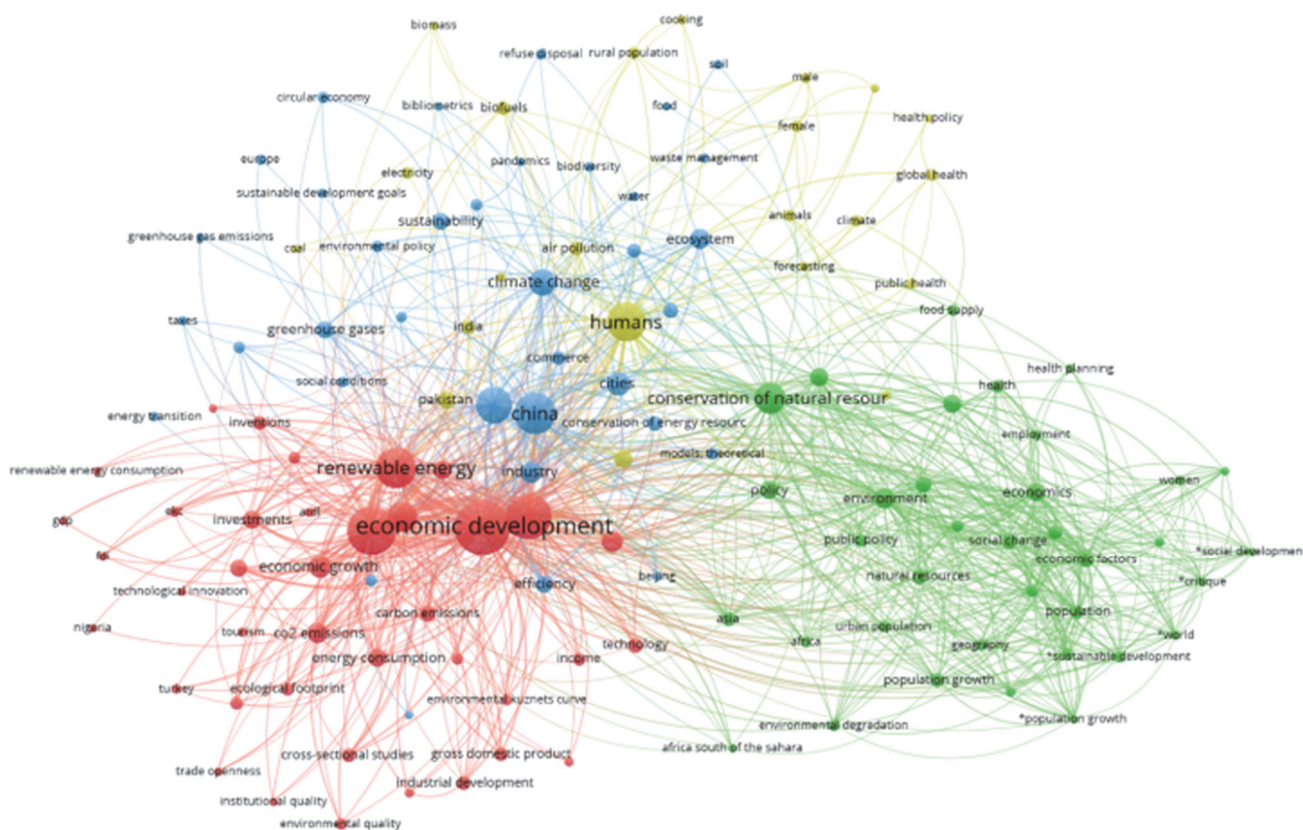 biomass
cooking
refuse disposal
rural population
soil
male
circular economy
bibliometrics
biofuels
food
female
health policy
europe
pandemics
biodiversity
waste management
electricity
global health
sustainable development goals
water
sustainability
animals
climate
greenhouse gas emissions
coal
environmental policy
air pollution
ecosystem
forecasting
climate change
public health
food supply
taxes
greenhouse gases
india
humans
commerce
social conditions
cities
health planning
health
pakistan
conservation of natural resour
energy transition
inventions
china
conservation of energy resourc
employment
models, theoretical
renewable energy consumption
renewable energy
industry
policy
environment
economics
women
gdp
ekc
investments
ardl
economic development
public policy
social change
economic factors
*social developmen
fdi
economic growth
efficiency
beijing
natural resources
*critique
technological innovation
carbon emissions
asia
population
nigeria
tourism
co2 emissions
technology
africa
urban population
geography
*world
energy consumption
income
*sustainable development
turkey
ecological footprint
environmental kuznets curve
population growth
*population growth
environmental degradation
africa south of the sahara
cross-sectional studies
gross domestic product
trade openness
industrial development
institutional quality
environmental quality